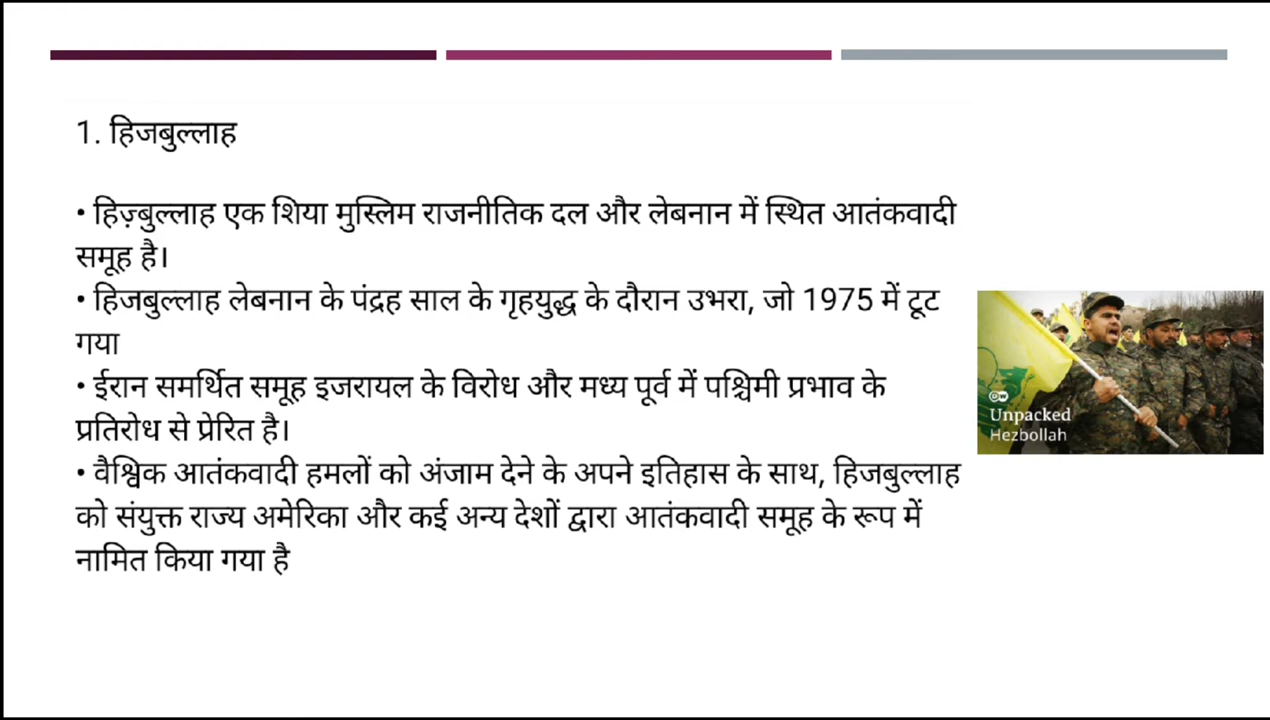 1. हिजबुल्लाह
• हिज़्बुल्लाह एक शिया मुस्लिम राजनीतिक दल और लेबनान में स्थित आतंकवादी
समूह है।
• हिजबुल्लाह लेबनान के पंद्रह साल के गृहयुद्ध के दौरान उभरा, जो 1975 में टूट
गया
• ईरान समर्थित समूह इजरायल के विरोध और मध्य पूर्व में पश्चिमी प्रभाव के
प्रतिरोध से प्रेरित है।
• वैश्विक आतंकवादी हमलों को अंजाम देने के अपने इतिहास के साथ, हिजबुल्लाह
को संयुक्त राज्य अमेरिका और कई अन्य देशों द्वारा आतंकवादी समूह के रूप में
नामित किया गया है
DW
Unpacked
Hezbollah